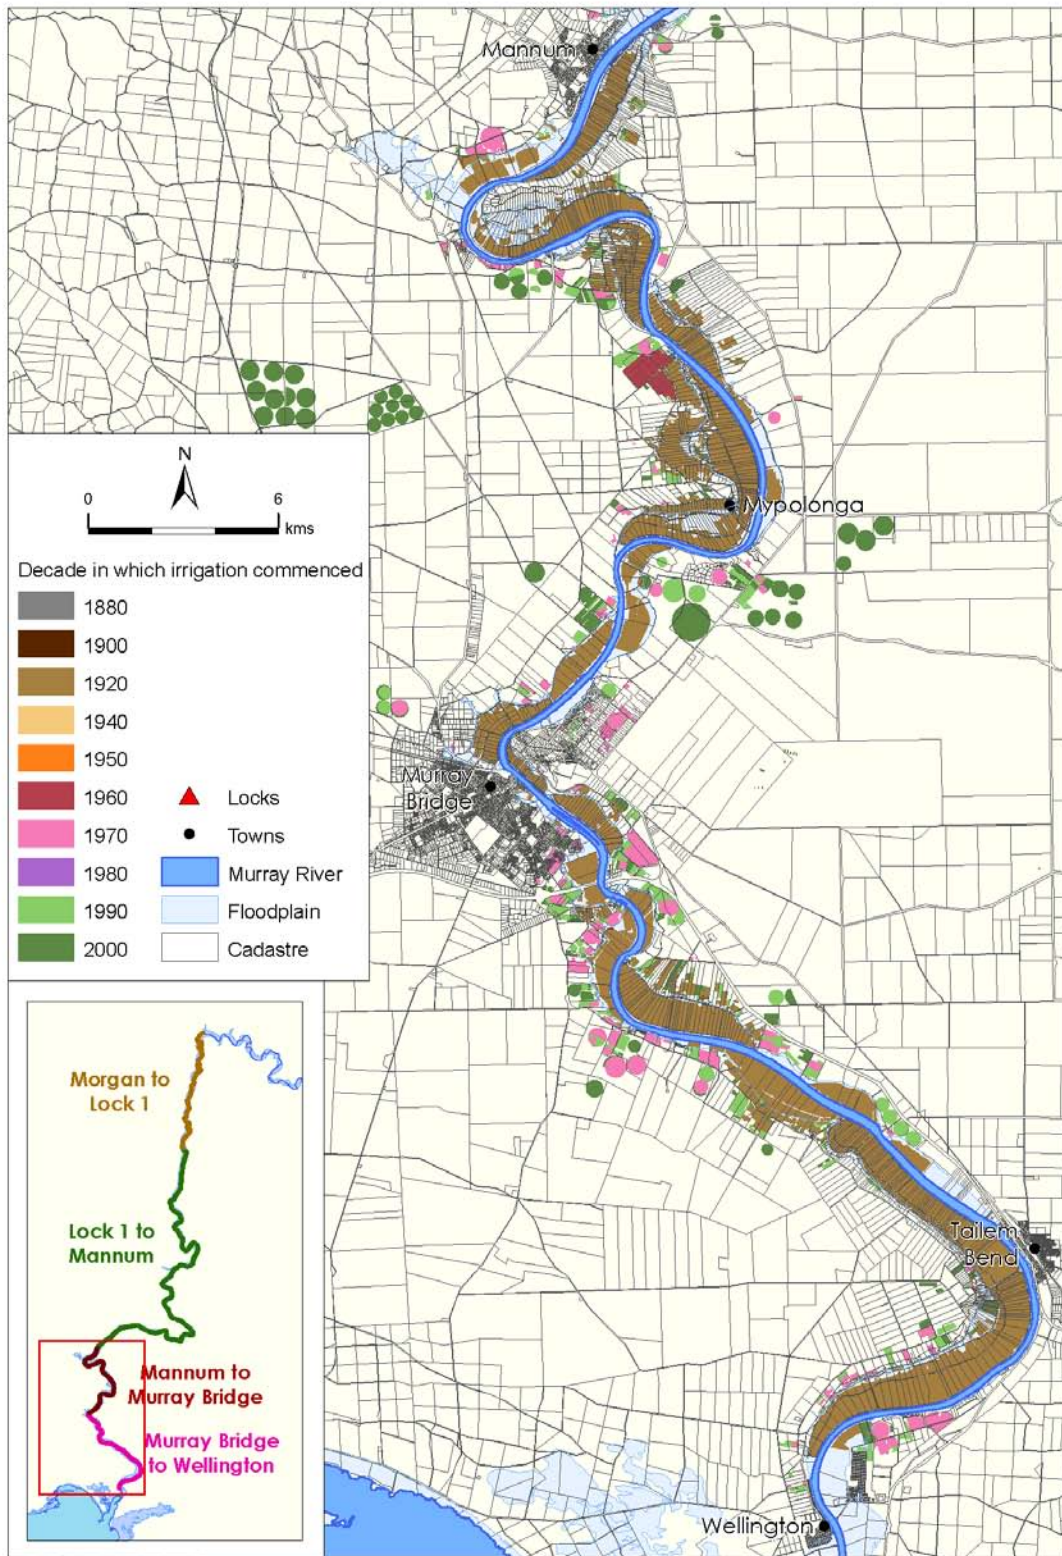 Mannum
Mypolonga
N
0 6
kms
Decade in which irrigation commenced
1880
1900
1920
1940
1950
1960
1970
1980
1990
2000
Locks
Towns
Murray River
Floodplain
Cadastre
Murray
Bridge
Morgan to
Lock 1
Lock 1 to
Mannum
Mannum to
Murray Bridge
Murray Bridge
to Wellington
Tailem
Bend
Wellington